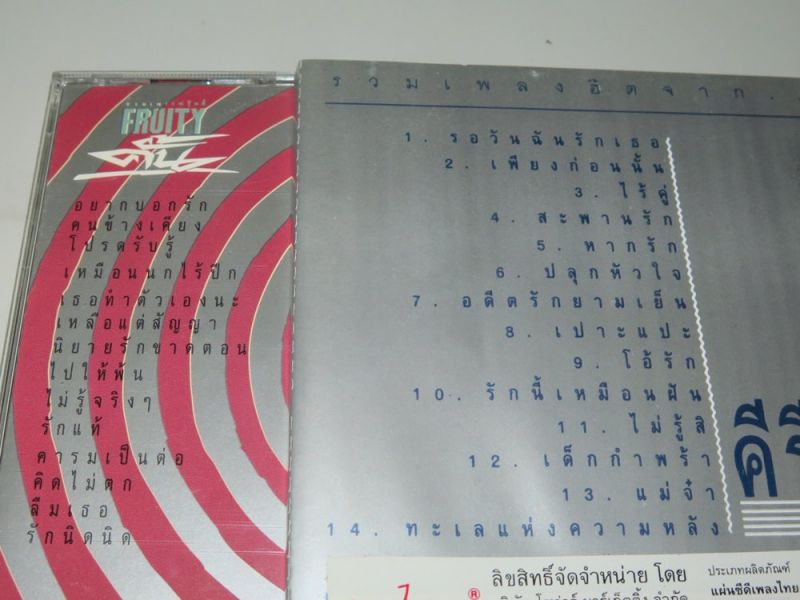 FRUITY
อยากบอกรัก
คนข้างเคียง
โปรดรับรู้
เหมือนนกไร้ปีก
เธอทำตัวเองนะ
เหลือแต่สัญญา
นิยายรักขาดตอน
ไปให้พ้น
ไม่รู้จริงๆ
รักแท้
ควรมเป็นต่อ
คิดไม่ตก
ลืมเธอ
รักนิดนิด
รวมเพลงฮิตจาก.
1. รอวันฉันรักเธอ
2. เพียงก่อนนั้น
3. ไร้คู่
4. สะพานรัก
5. หากรัก
6. ปลุกหัวใจ
7. อดีตรักยามเย็น
8. เปาะแปะ
9. โอ้รัก
10. รักนี้เหมือนฝัน
11. ไม่รู้สิ
12. เด็กกำพร้า
13. แม่จ๋า
14. ทะเลแห่งความหลัง
ลิขสิทธิ์จัดจำหน่าย โดย
ประเภทผลิตภัณฑ์
แผ่นซีดีเพลงไทย